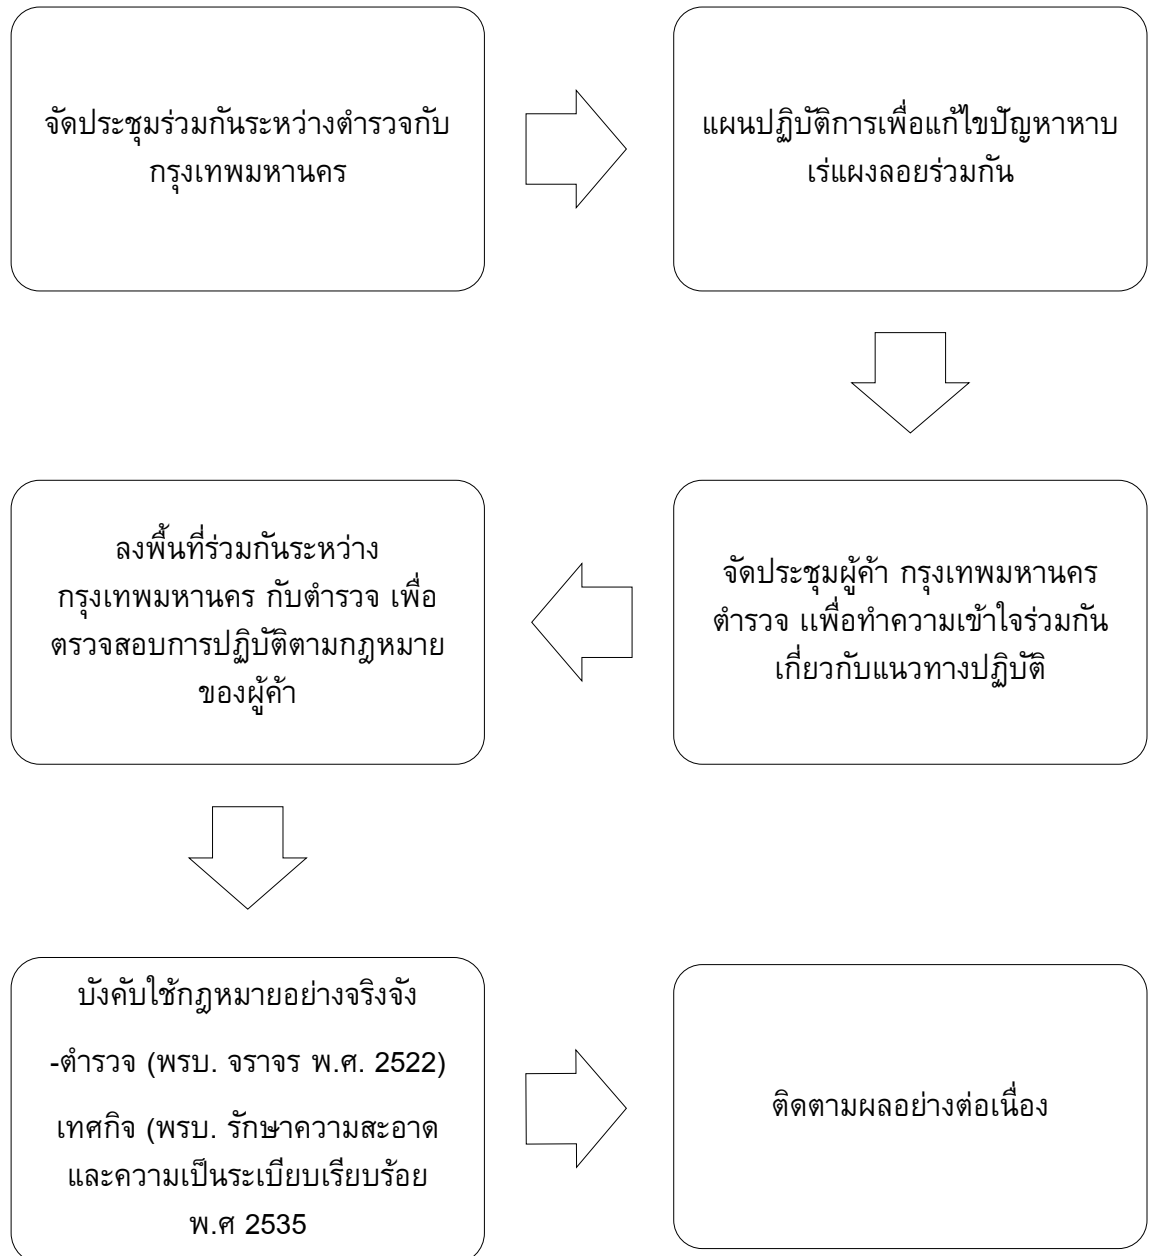 จัดประชุมร่วมกันระหว่างตำรวจกับ
กรุงเทพมหานคร
แผนปฏิบัติการเพื่อแก้ไขปัญหาหาบ
เร่แผงลอยร่วมกัน
จัดประชุมผู้ค้า กรุงเทพมหานคร
ตำรวจ เเพื่อทำความเข้าใจร่วมกัน
เกี่ยวกับแนวทางปฏิบัติ
ลงพื้นที่ร่วมกันระหว่าง
กรุงเทพมหานคร กับตำรวจ เพื่อ
ตรวจสอบการปฏิบัติตามกฎหมาย
ของผู้ค้า
บังคับใช้กฎหมายอย่างจริงจัง
-ตำรวจ (พรบ. จราจร พ.ศ. 2522)
เทศกิจ (พรบ. รักษาความสะอาด
และความเป็นระเบียบเรียบร้อย
พ.ศ 2535
ติดตามผลอย่างต่อเนื่อง